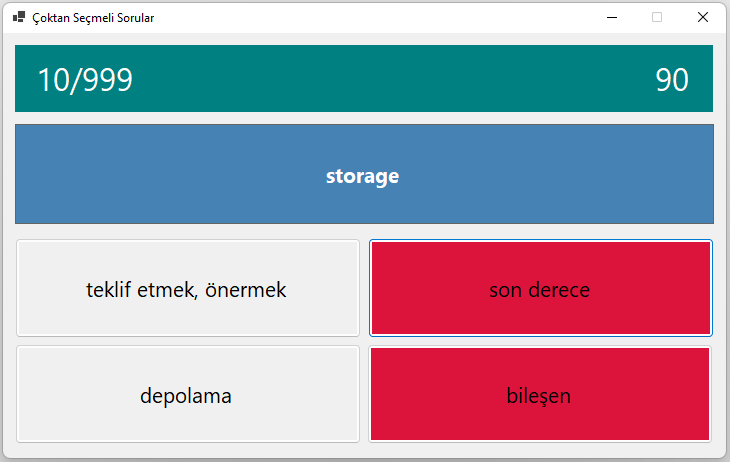 Çoktan Seçmeli Sorular
10/999 90
storage
teklif etmek, önermek
son derece
depolama
bileşen